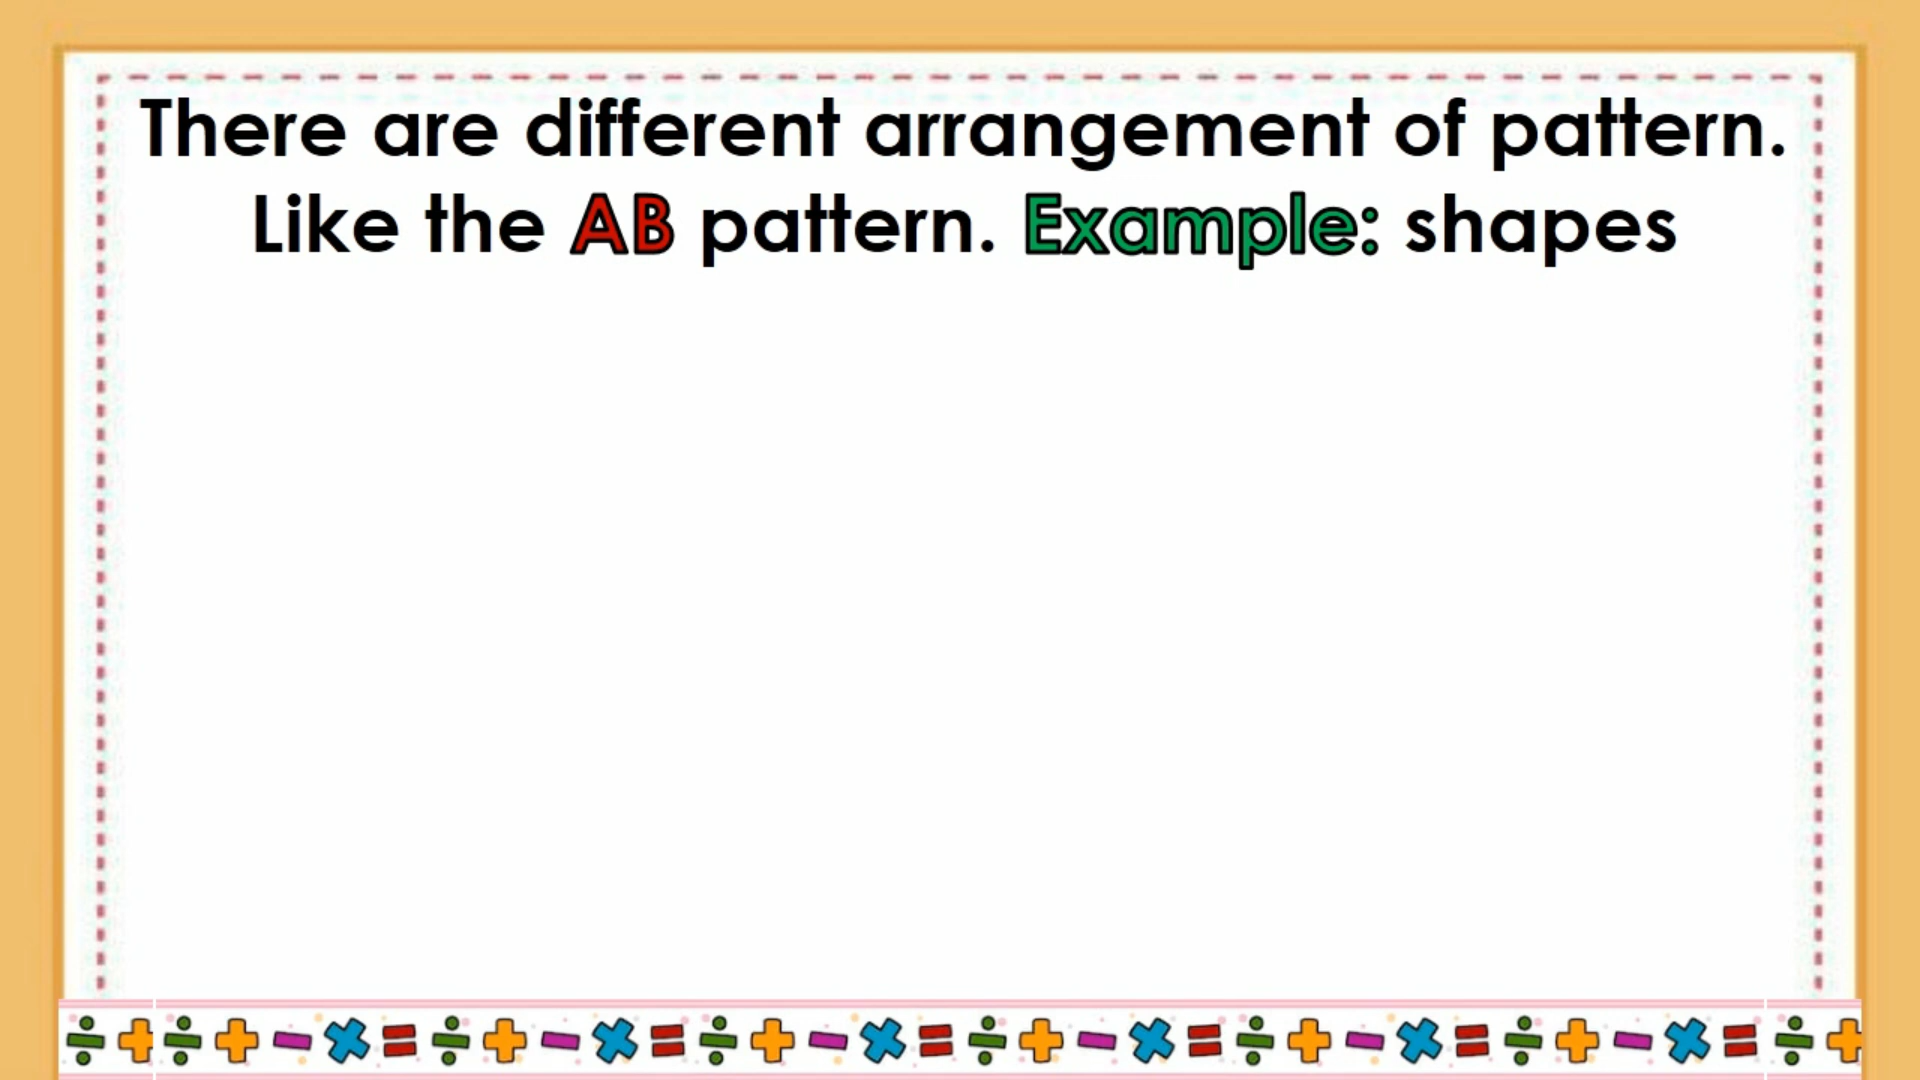 There are different arrangement of pattern.
Like the AB pattern. Example: shapes